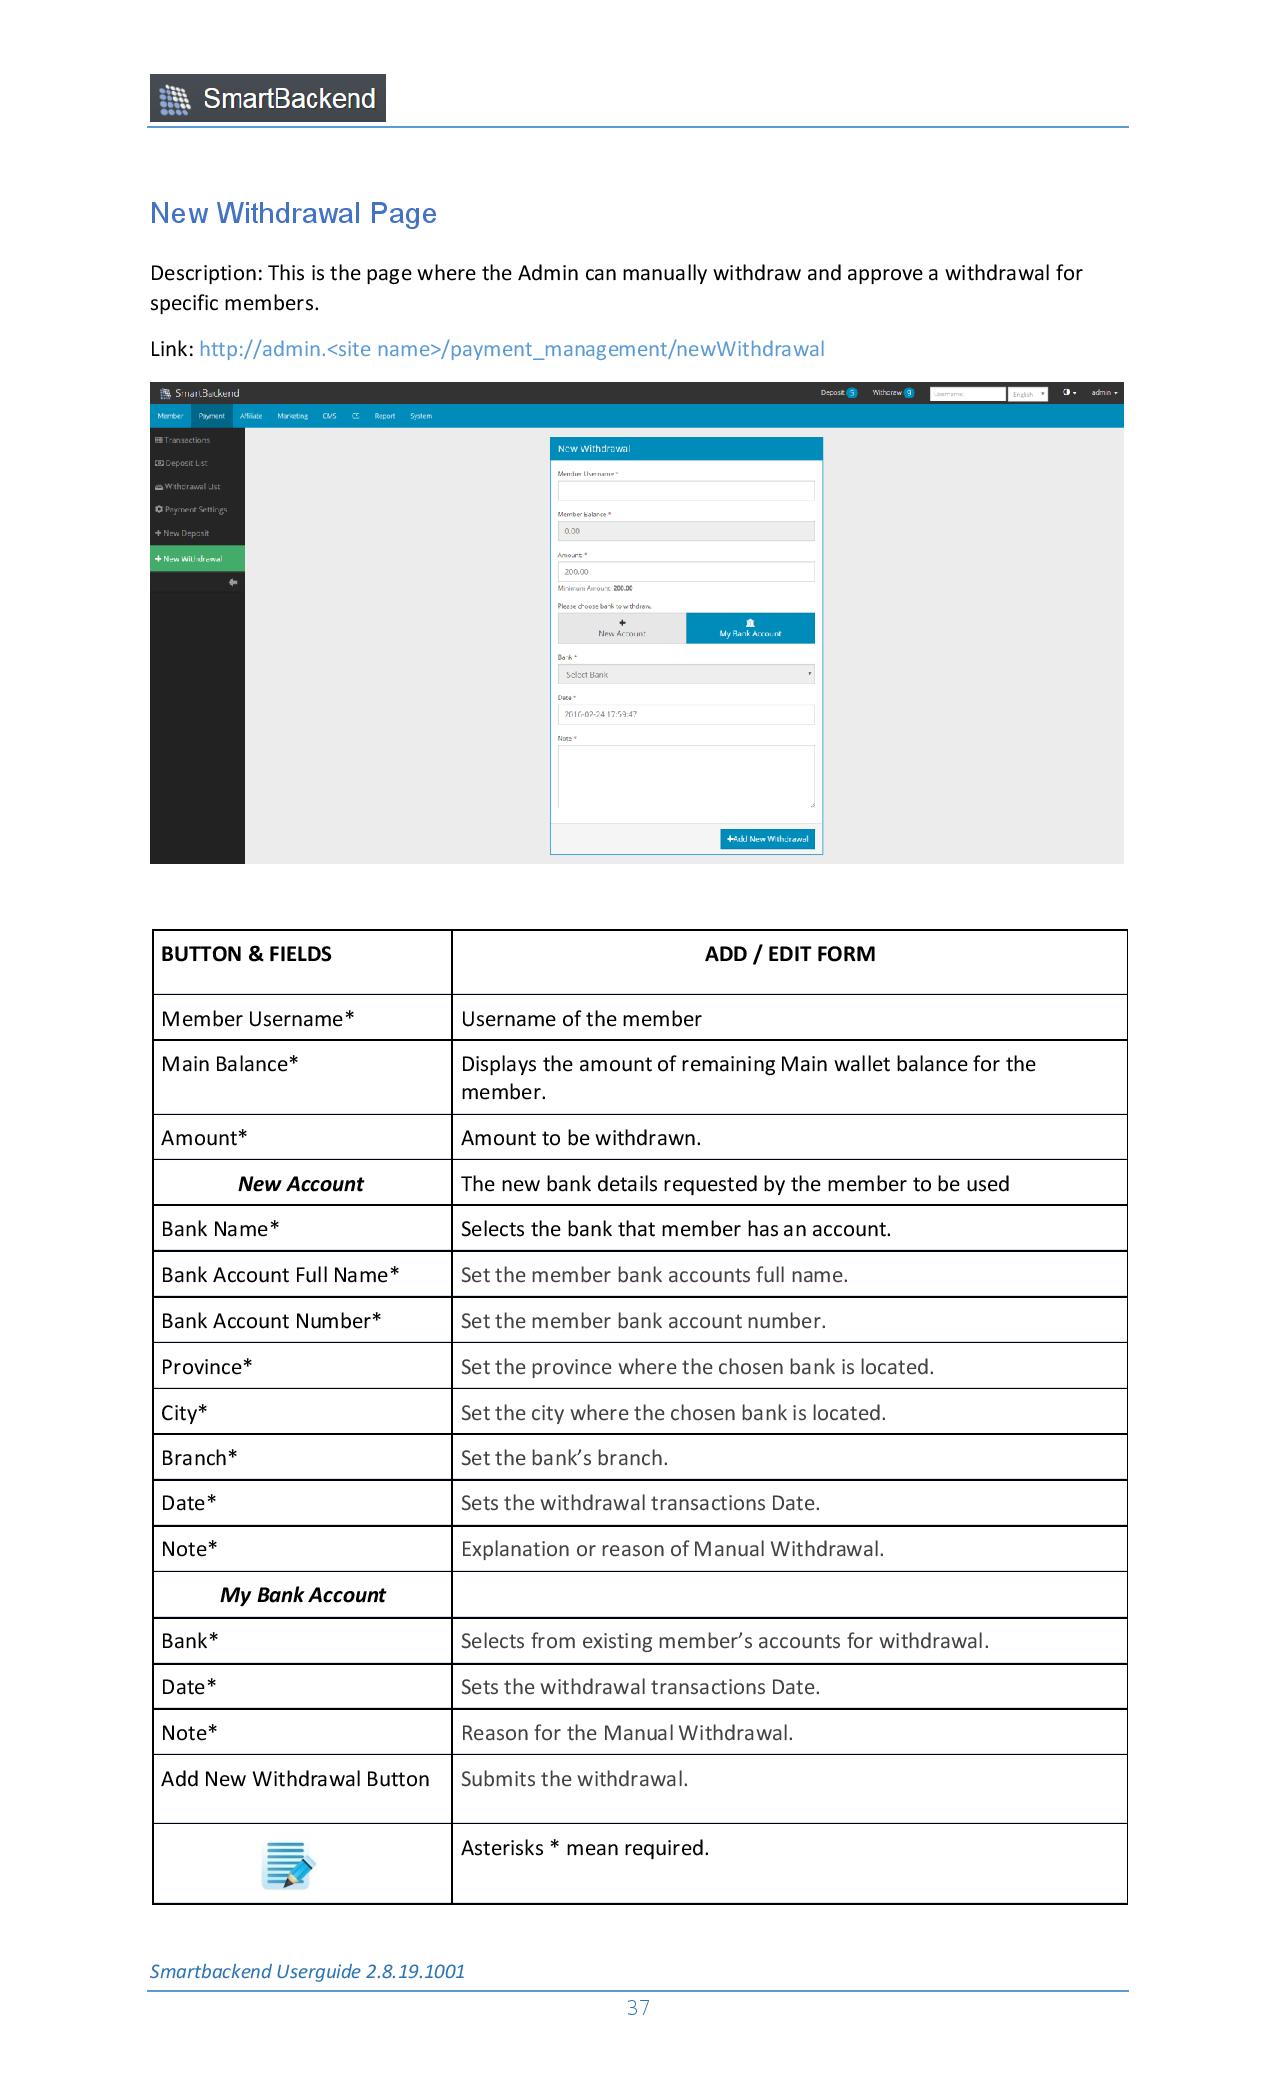 SmartBackend
New Withdrawal Page
Description: This is the page where the Admin can manually withdraw and approve a withdrawal for
specific members.
Link: http://admin.<site name>/payment_management/newWithdrawal
SmartBackend Deposit 5 Withdraw 9 Username English admin
Member Payment Affiliate Marketing CMS CS Report System
Transactions
Deposit List
Withdrawal List
Payment Settings
New Deposit
New Withdrawal
New Withdrawal
Member Username *
Member Balance *
0.00
Amount: *
200.00
Minimum Amount: 200.00
Please choose bank to withdraw.
New Account My Bank Account
Bank *
Select Bank
Date *
2016-02-24 17:59:47
Note *
+Add New Withdrawal
BUTTON & FIELDS ADD / EDIT FORM
Member Username* Username of the member
Main Balance* Displays the amount of remaining Main wallet balance for the
member.
Amount* Amount to be withdrawn.
New Account The new bank details requested by the member to be used
Bank Name* Selects the bank that member has an account.
Bank Account Full Name* Set the member bank accounts full name.
Bank Account Number* Set the member bank account number.
Province* Set the province where the chosen bank is located.
City* Set the city where the chosen bank is located.
Branch* Set the bank’s branch.
Date* Sets the withdrawal transactions Date.
Note* Explanation or reason of Manual Withdrawal.
My Bank Account
Bank* Selects from existing member’s accounts for withdrawal.
Date* Sets the withdrawal transactions Date.
Note* Reason for the Manual Withdrawal.
Add New Withdrawal Button Submits the withdrawal.
Asterisks * mean required.
Smartbackend Userguide 2.8.19.1001
37